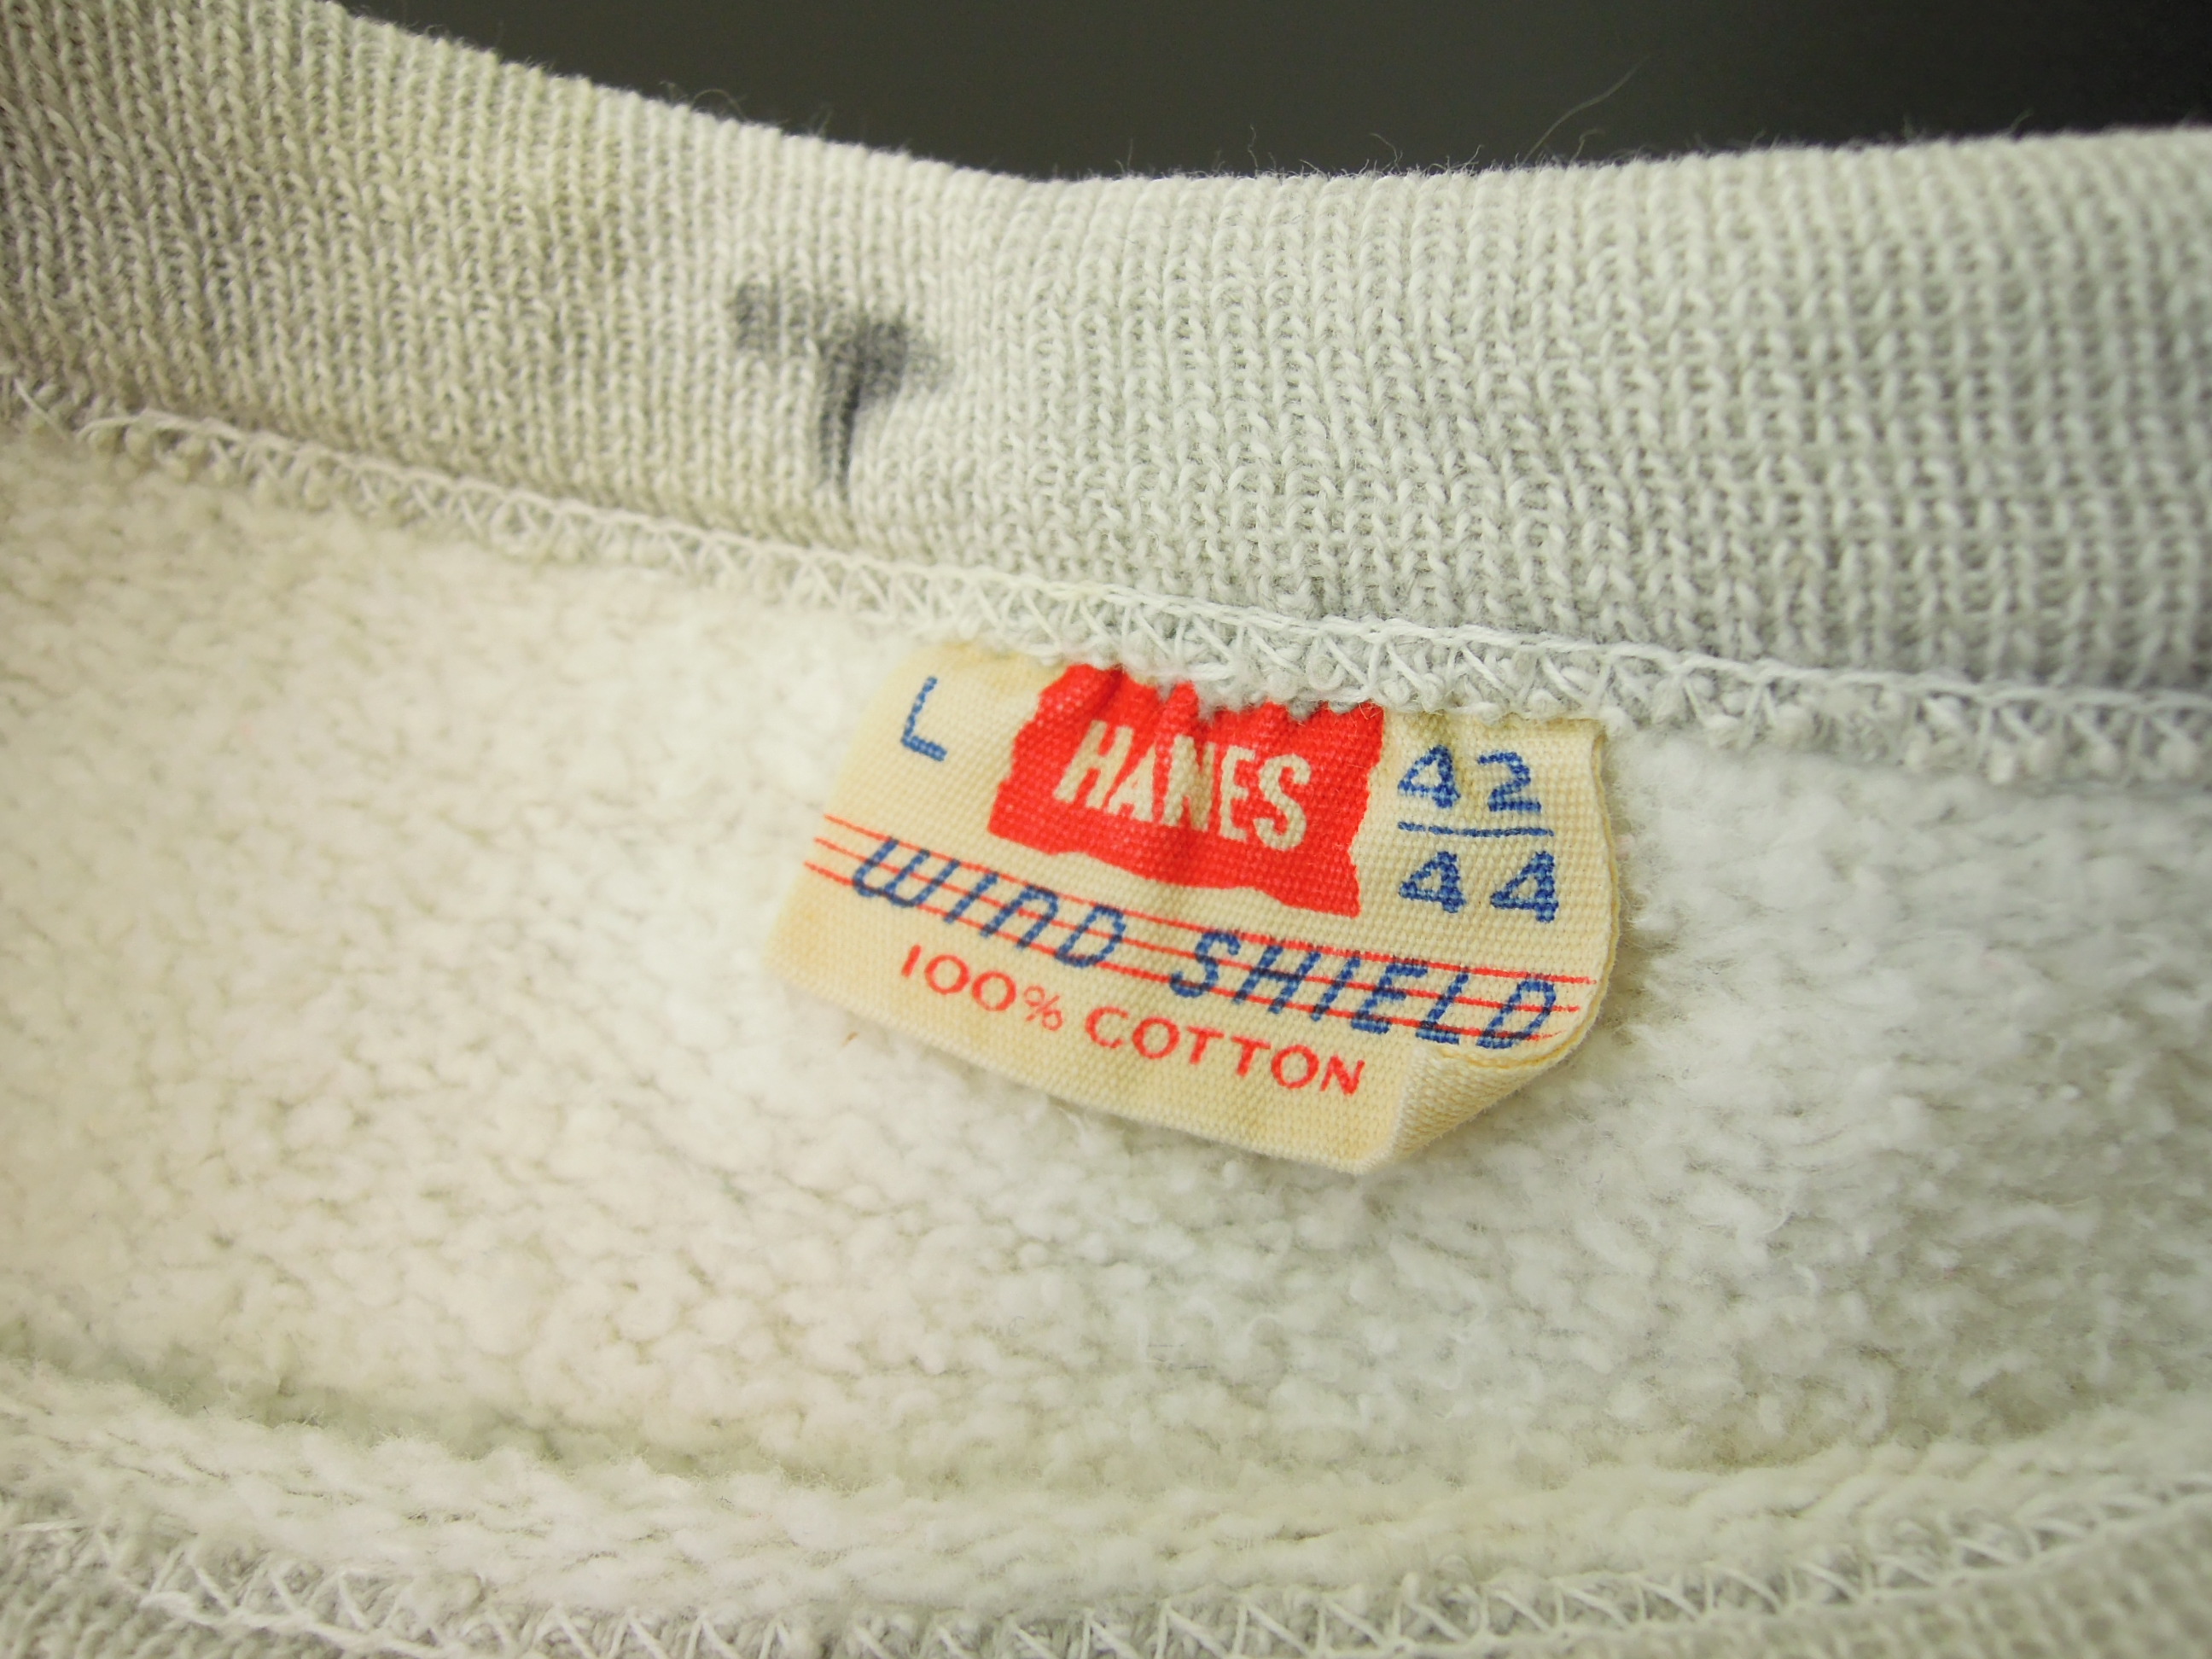 L HANES 42
44
WIND SHIELD
100% COTTON